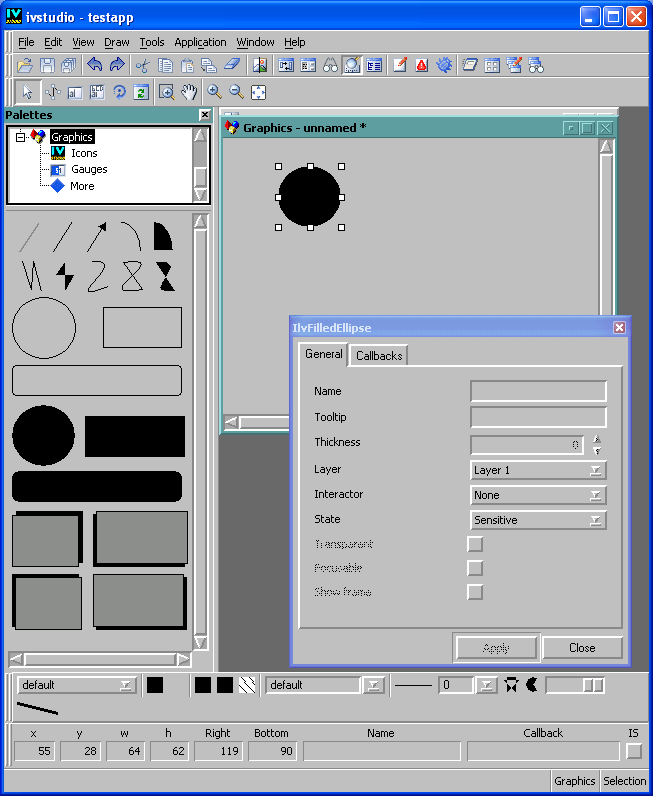 ivstudio - testapp
File Edit View Draw Tools Application Window Help
Palettes
Graphics
Icons
Gauges
More
Graphics - unnamed *
IlvFilledEllipse
General Callbacks
Name
Tooltip
Thickness 0
Layer Layer 1
Interactor None
State Sensitive
Transparent
Focusable
Show Frame
Apply Close
default default 0
x y w h Right Bottom Name Callback IS
55 28 64 62 119 90
Graphics Selection